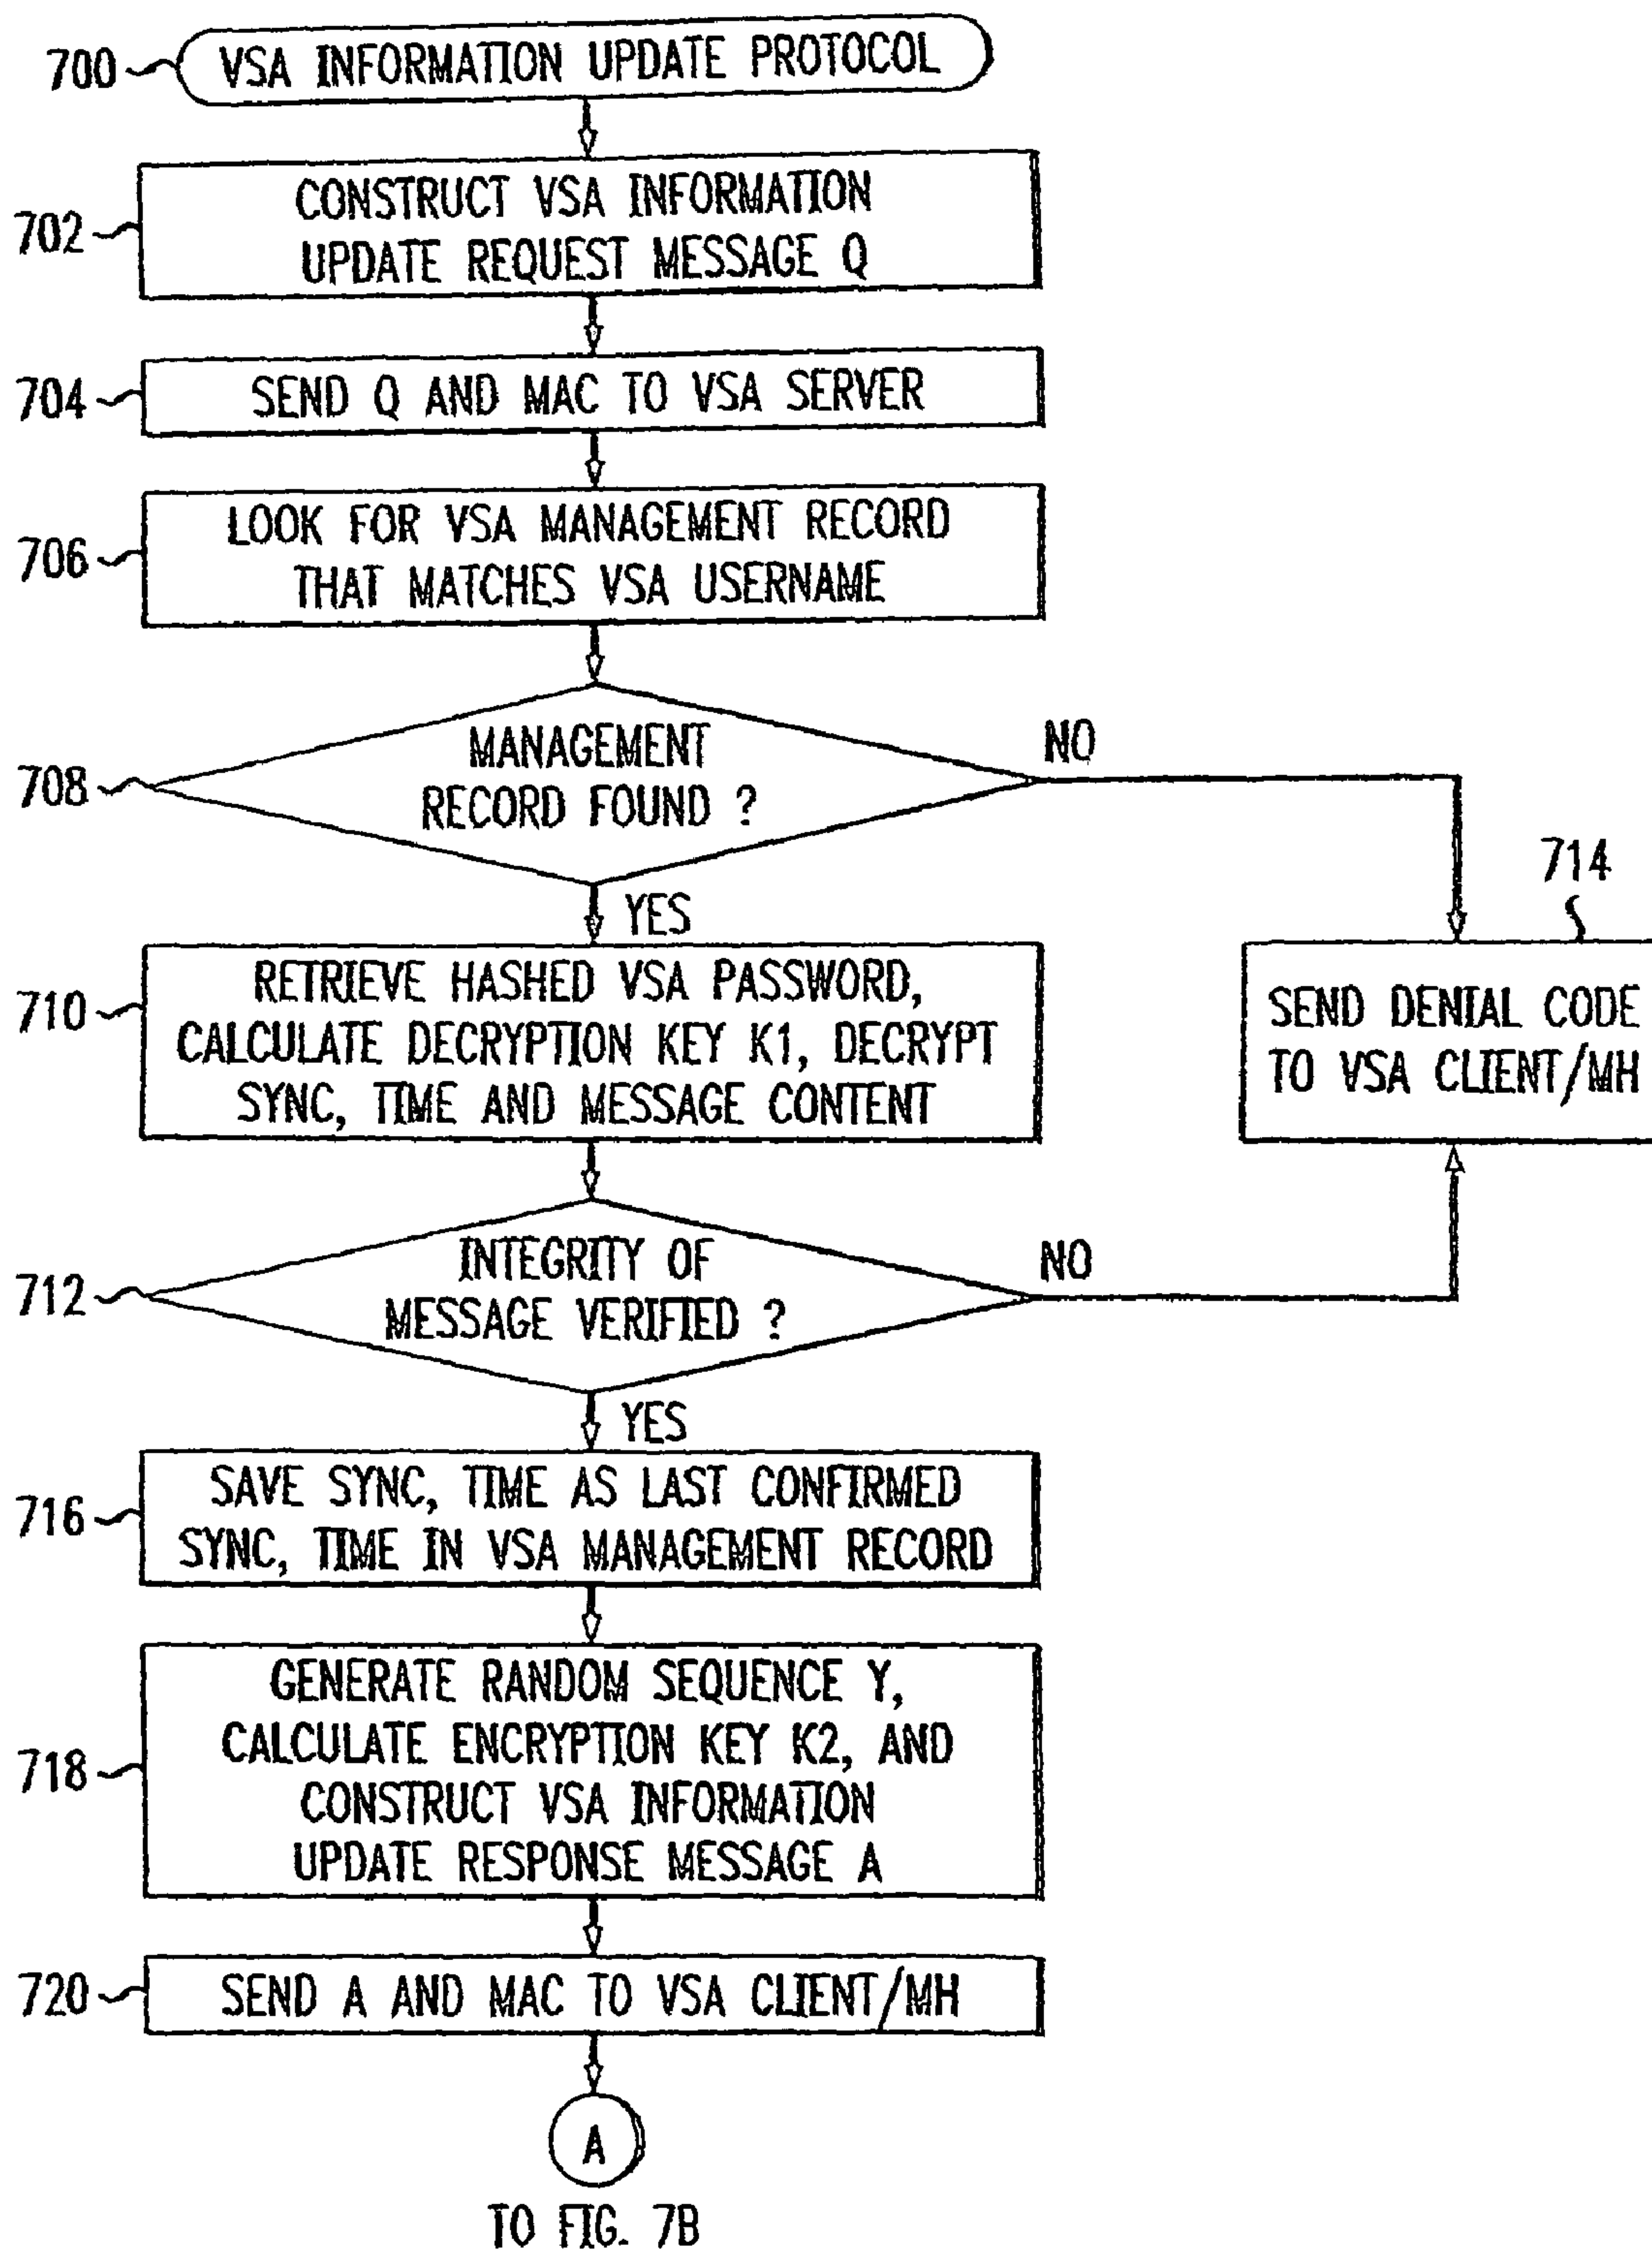 700
VSA INFORMATION UPDATE PROTOCOL
702
CONSTRUCT VSA INFORMATION
UPDATE REQUEST MESSAGE Q
704
SEND Q AND MAC TO VSA SERVER
706
LOOK FOR VSA MANAGEMENT RECORD
THAT MATCHES VSA USERNAME
708
MANAGEMENT
RECORD FOUND ?
NO
YES
710
RETRIEVE HASHED VSA PASSWORD,
CALCULATE DECRYPTION KEY K1, DECRYPT
SYNC, TIME AND MESSAGE CONTENT
714
SEND DENIAL CODE
TO VSA CLIENT/MH
712
INTEGRITY OF
MESSAGE VERIFIED ?
NO
YES
716
SAVE SYNC, TIME AS LAST CONFIRMED
SYNC, TIME IN VSA MANAGEMENT RECORD
718
GENERATE RANDOM SEQUENCE Y,
CALCULATE ENCRYPTION KEY K2, AND
CONSTRUCT VSA INFORMATION
UPDATE RESPONSE MESSAGE A
720
SEND A AND MAC TO VSA CLIENT/MH
A
TO FIG. 7B